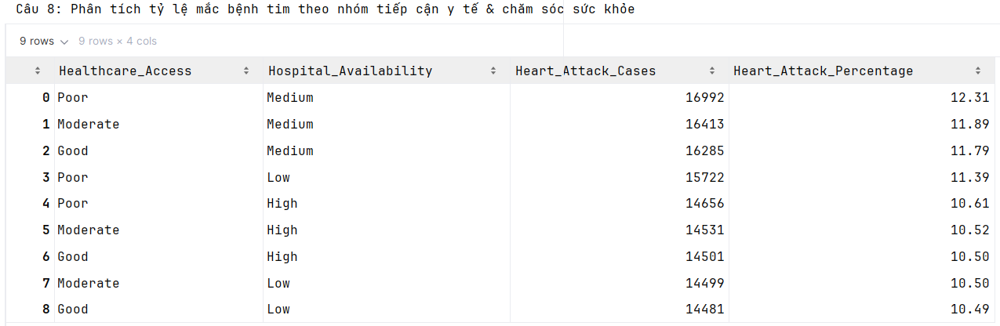 Câu 8: Phân tích tỷ lệ mắc bệnh tim theo nhóm tiếp cận y tế & chăm sóc sức khỏe
9 rows 9 rows × 4 cols
Healthcare_Access Hospital_Availability Heart_Attack_Cases Heart_Attack_Percentage
0 Poor Medium 16992 12.31
1 Moderate Medium 16413 11.89
2 Good Medium 16285 11.79
3 Poor Low 15722 11.39
4 Poor High 14656 10.61
5 Moderate High 14531 10.52
6 Good High 14501 10.50
7 Moderate Low 14499 10.50
8 Good Low 14481 10.49